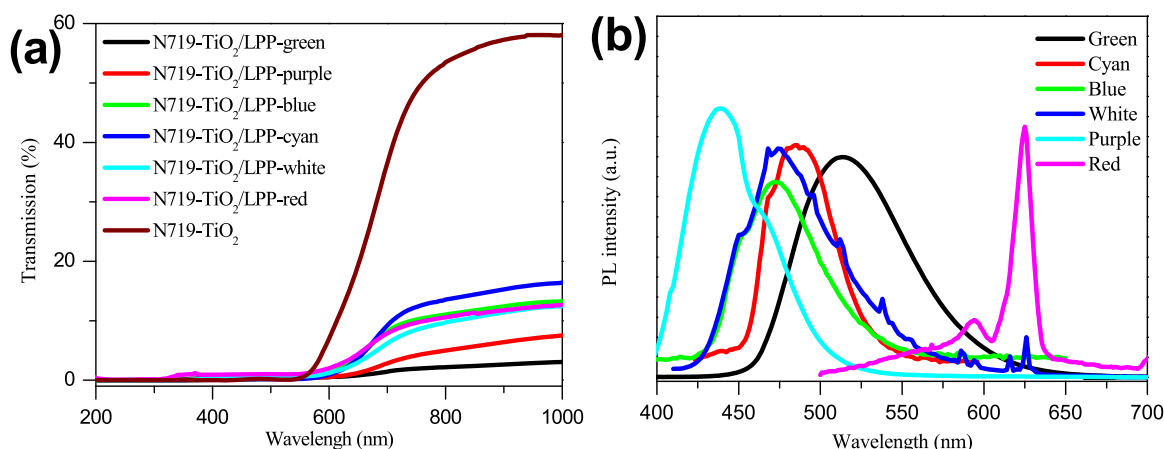 (a)
60
40
20
0
Transmission (%)
N719-TiO2/LPP-green
N719-TiO2/LPP-purple
N719-TiO2/LPP-blue
N719-TiO2/LPP-cyan
N719-TiO2/LPP-white
N719-TiO2/LPP-red
N719-TiO2
200 400 600 800 1000
Wavelengh (nm)
(b)
PL intensity (a.u.)
Green
Cyan
Blue
White
Purple
Red
400 450 500 550 600 650 700
Wavelength (nm)